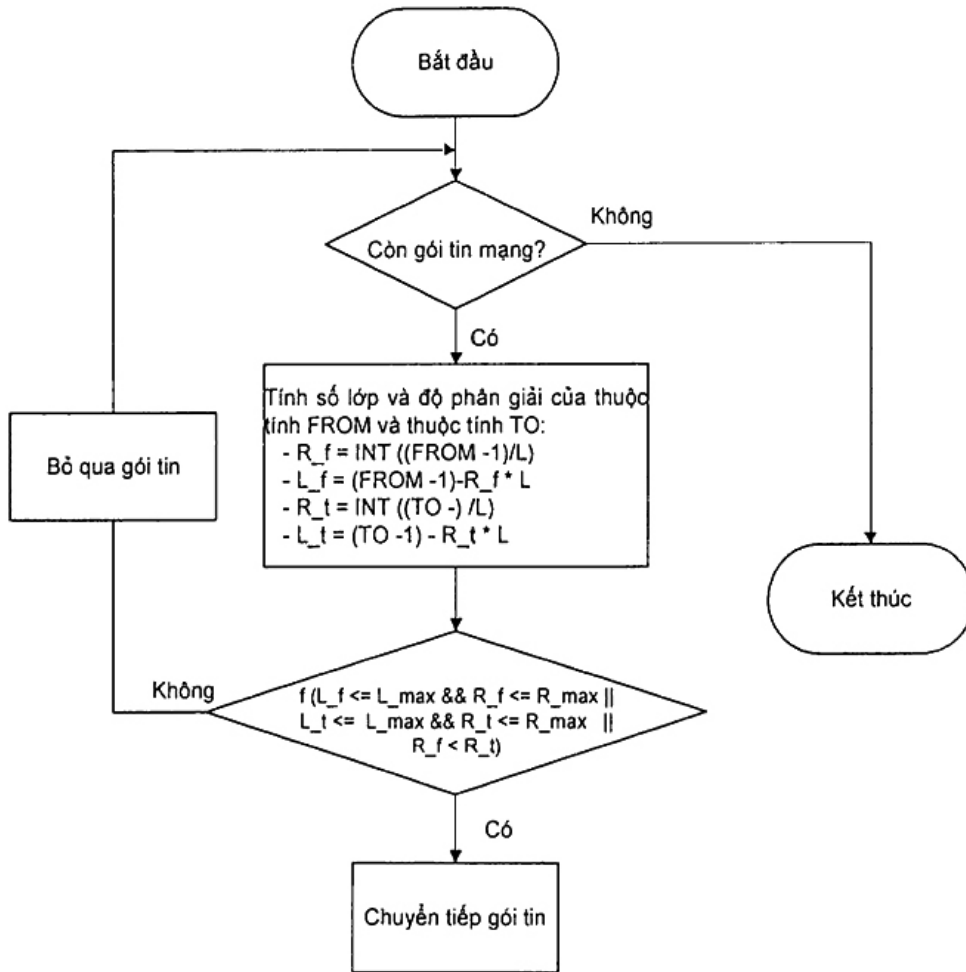 Bắt đầu
Còn gói tin mạng?
Không
Có
Tính số lớp và độ phân giải của thuộc
tính FROM và thuộc tính TO:
- R_f = INT ((FROM -1)/L)
- L_f = (FROM -1)-R_f * L
- R_t = INT ((TO -) /L)
- L_t = (TO -1) - R_t * L
Bỏ qua gói tin
Kết thúc
Không
f (L_f <= L_max && R_f <= R_max ||
L_t <= L_max && R_t <= R_max ||
R_f < R_t)
Có
Chuyển tiếp gói tin